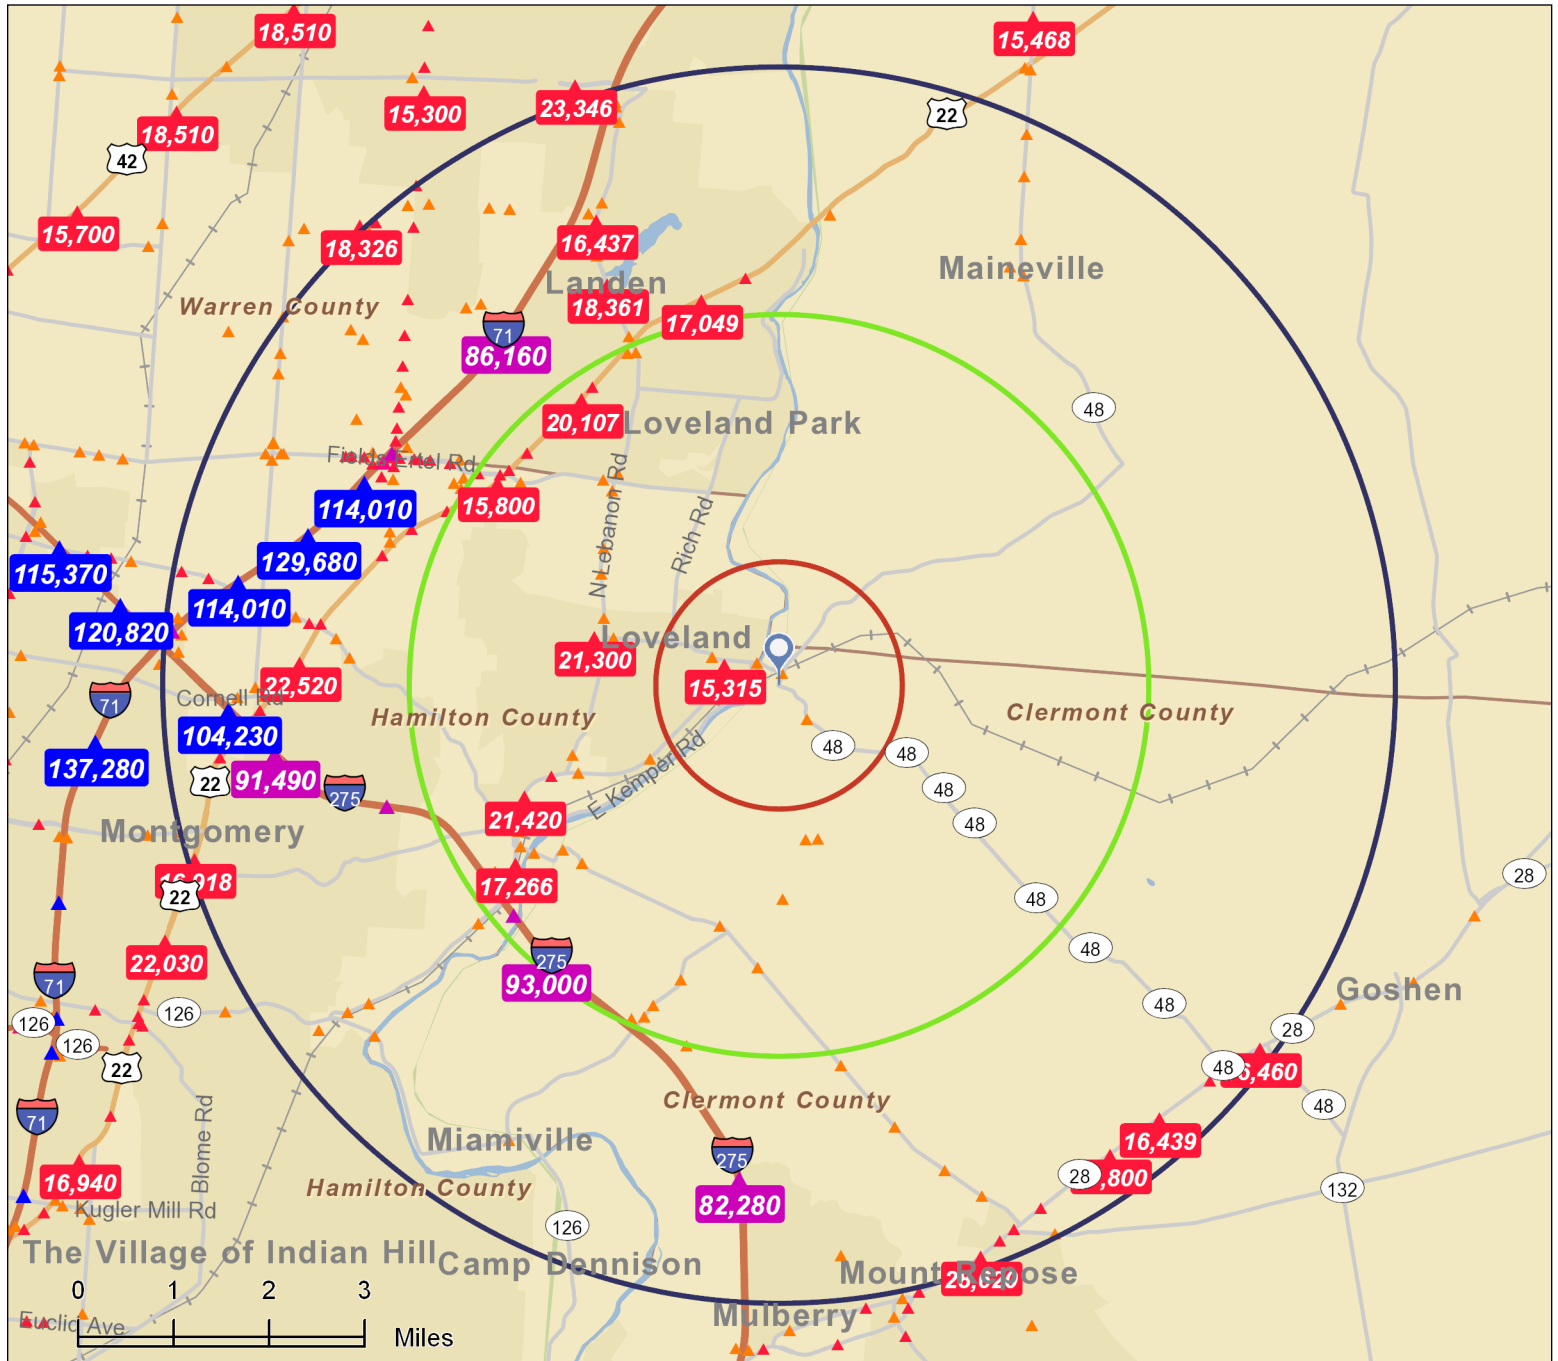 18,510
15,468
23,346
15,300
22
18,510
42
15,700
18,326
16,437
Maineville
Landen
Warren County
18,361
17,049
71
86,160
48
20,107
Loveland Park
Fields Ertel Rd
114,010
15,800
N Lebanon Rd
Rich Rd
129,680
115,370
114,010
120,820
Loveland
21,300
22,520
15,315
Cornell Rd
71
Hamilton County
Clermont County
104,230
48
48
E Kemper Rd
137,280
22
91,490
275
48
21,420
48
Montgomery
28
17,266
22
48
48
22,030
275
93,000
71
Goshen
48
126
126
28
126
22
48
48
Clermont County
71
Blome Rd
Miamiville
16,439
275
28
16,940
Hamilton County
132
82,280
Kugler Mill Rd
126
The Village of Indian Hill
Camp Dennison
Mount Repose
0 1 2 3
Mulberry
Euclid Ave
Miles